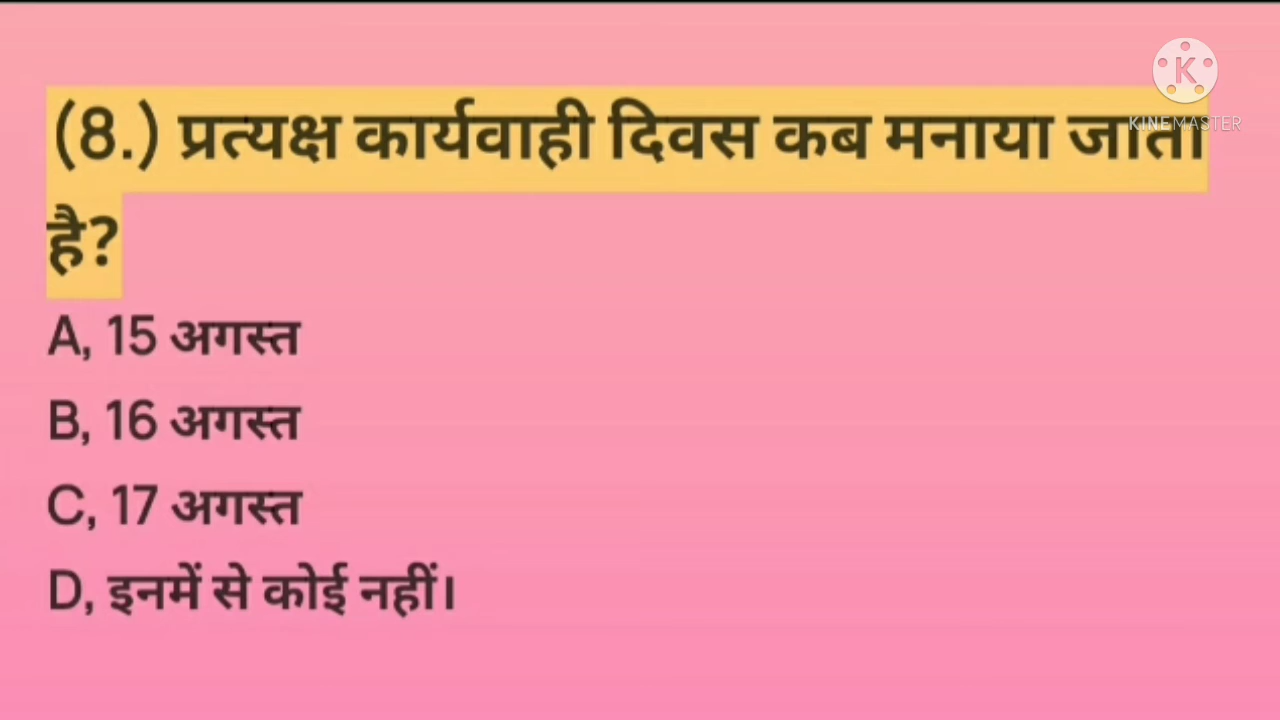 (8.) प्रत्यक्ष कार्यवाही दिवस कब मनाया जाता
है?
A, 15 अगस्त
B, 16 अगस्त
C, 17 अगस्त
D, इनमें से कोई नहीं।
K
KINEMASTER